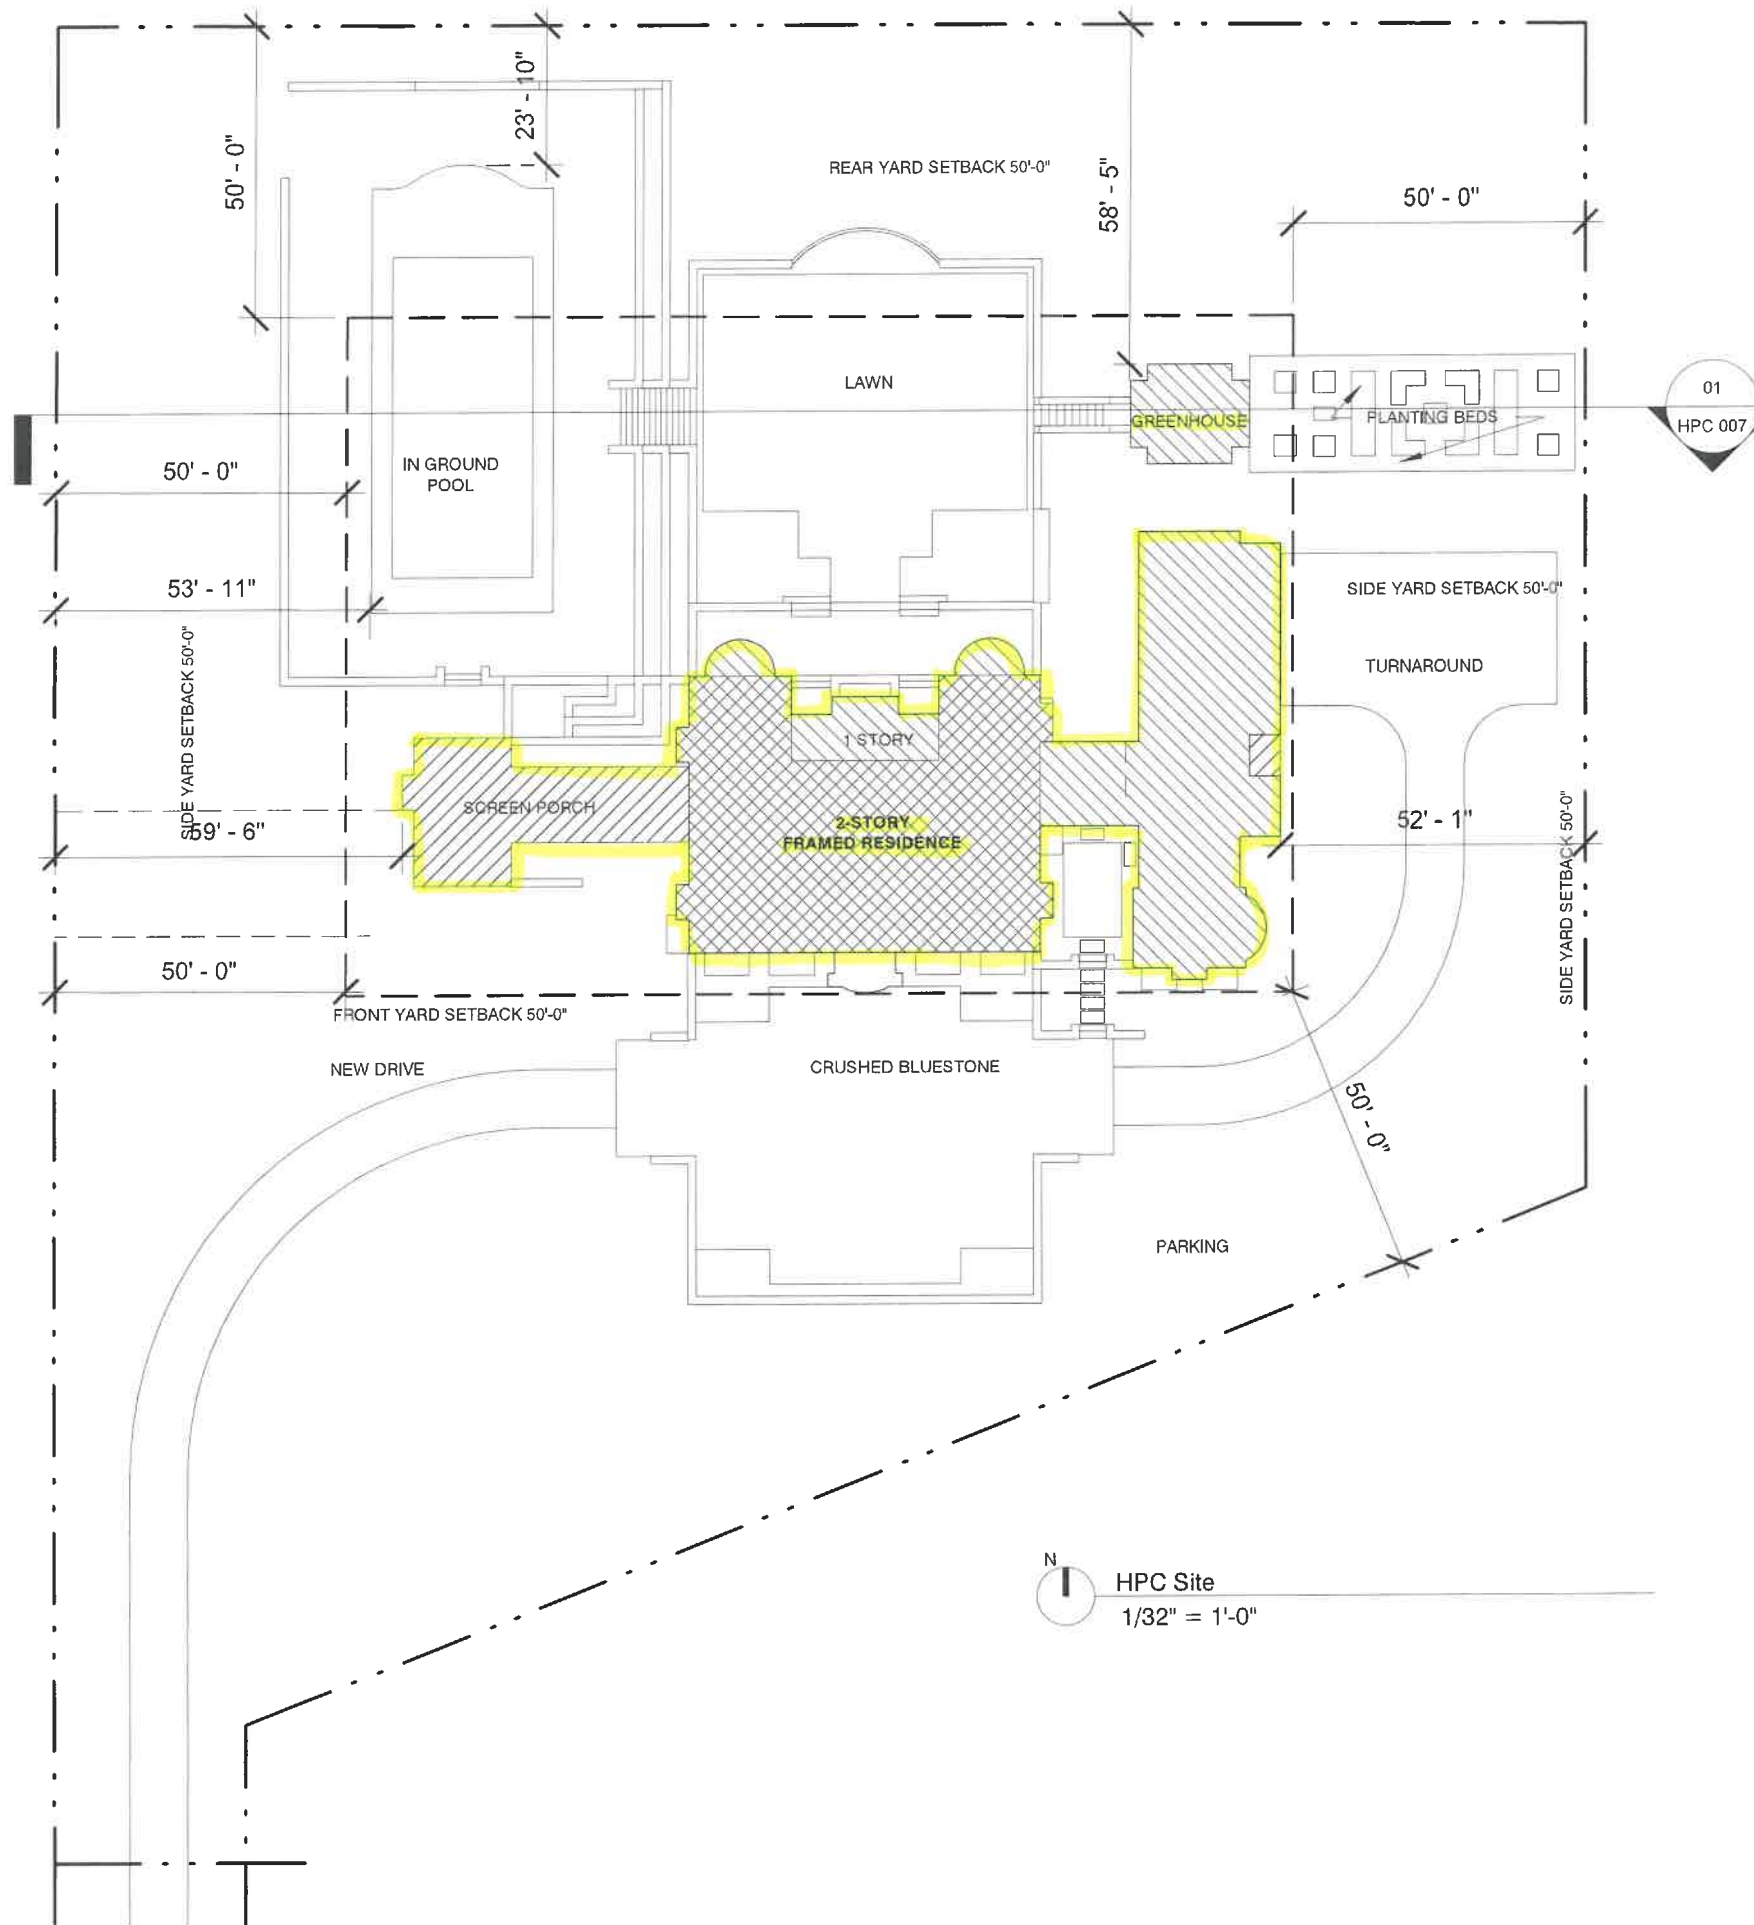 23' - 10"
50' - 0"
REAR YARD SETBACK 50'-0"
58' - 5"
50' - 0"
LAWN
01
HPC 007
GREENHOUSE
PLANTING BEDS
50' - 0"
IN GROUND
POOL
53' - 11"
SIDE YARD SETBACK 50'-0"
SIDE YARD SETBACK 50'-0"
TURNAROUND
1 STORY
SCREEN PORCH
2-STORY
FRAMED RESIDENCE
59' - 6"
52' - 1"
SIDE YARD SETBACK 50'-0"
50' - 0"
FRONT YARD SETBACK 50'-0"
NEW DRIVE
CRUSHED BLUESTONE
50' - 0"
PARKING
N
HPC Site
1/32" = 1'-0"